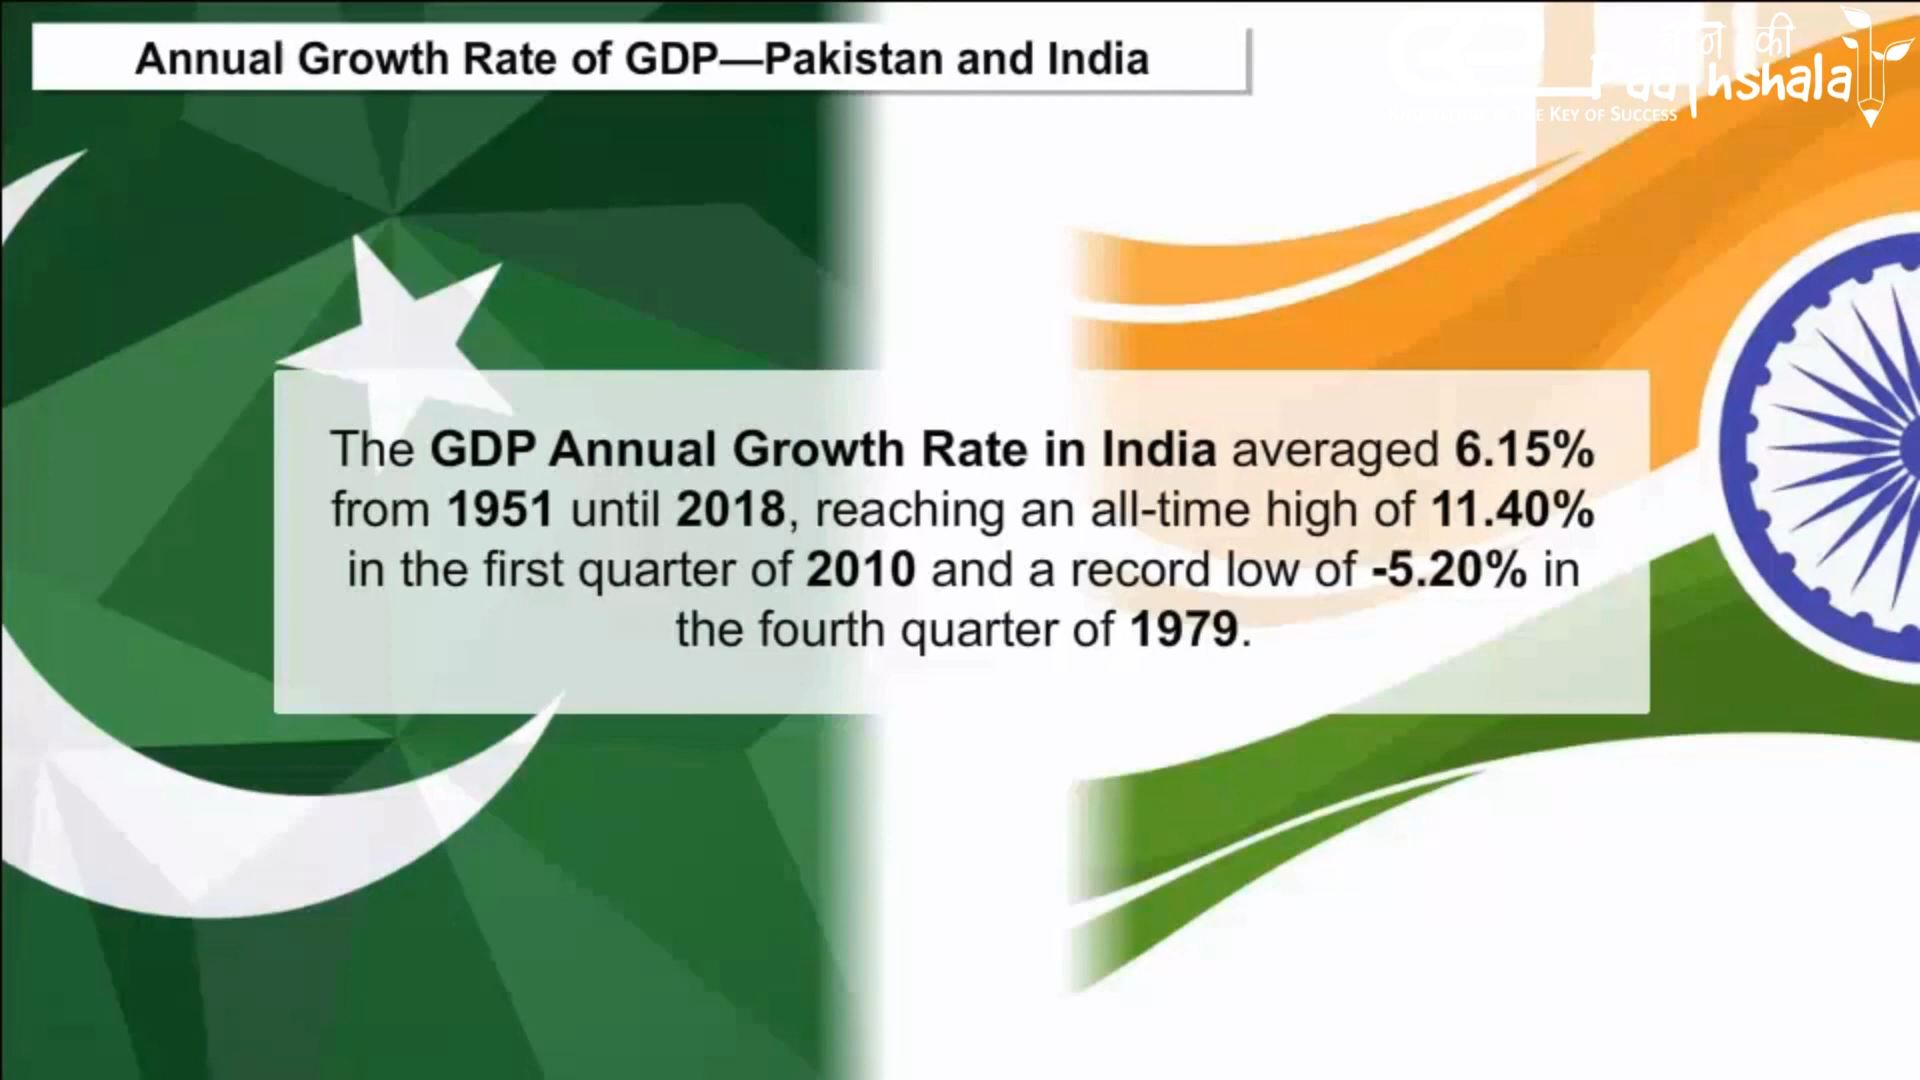 Annual Growth Rate of GDP—Pakistan and India
की
Paathshala
The Key of Success
The GDP Annual Growth Rate in India averaged 6.15%
from 1951 until 2018, reaching an all-time high of 11.40%
in the first quarter of 2010 and a record low of -5.20% in
the fourth quarter of 1979.